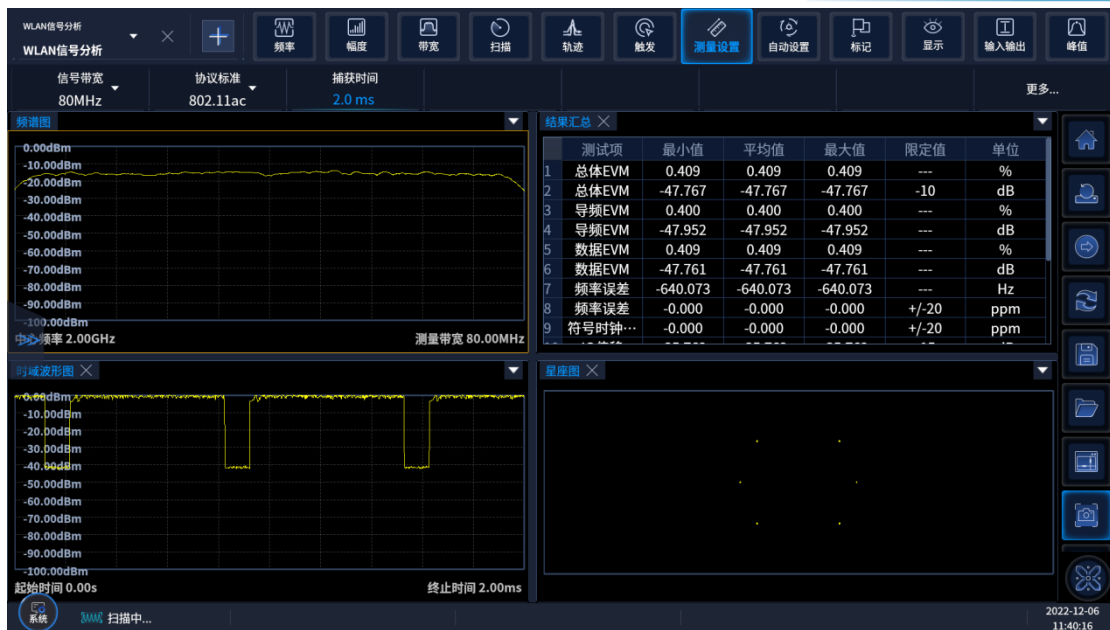 WLAN信号分析
WLAN信号分析
频率
幅度
带宽
扫描
轨迹
触发
测量设置
自动设置
标记
显示
输入输出
峰值
信号带宽
80MHz
协议标准
802.11ac
捕获时间
2.0 ms
更多...
频谱图
0.00dBm
-10.00dBm
-20.00dBm
-30.00dBm
-40.00dBm
-50.00dBm
-60.00dBm
-70.00dBm
-80.00dBm
-90.00dBm
-100.00dBm
中心频率 2.00GHz 测量带宽 80.00MHz
结果汇总
测试项 最小值 平均值 最大值 限定值 单位
1 总体EVM 0.409 0.409 0.409 --- %
2 总体EVM -47.767 -47.767 -47.767 -10 dB
3 导频EVM 0.400 0.400 0.400 --- %
4 导频EVM -47.952 -47.952 -47.952 --- dB
5 数据EVM 0.409 0.409 0.409 --- %
6 数据EVM -47.761 -47.761 -47.761 --- dB
7 频率误差 -640.073 -640.073 -640.073 --- Hz
8 频率误差 -0.000 -0.000 -0.000 +/-20 ppm
9 符号时钟… -0.000 -0.000 -0.000 +/-20 ppm
时域波形图
0.00dBm
-10.00dBm
-20.00dBm
-30.00dBm
-40.00dBm
-50.00dBm
-60.00dBm
-70.00dBm
-80.00dBm
-90.00dBm
-100.00dBm
起始时间 0.00s 终止时间 2.00ms
星座图
系统
扫描中...
2022-12-06
11:40:16